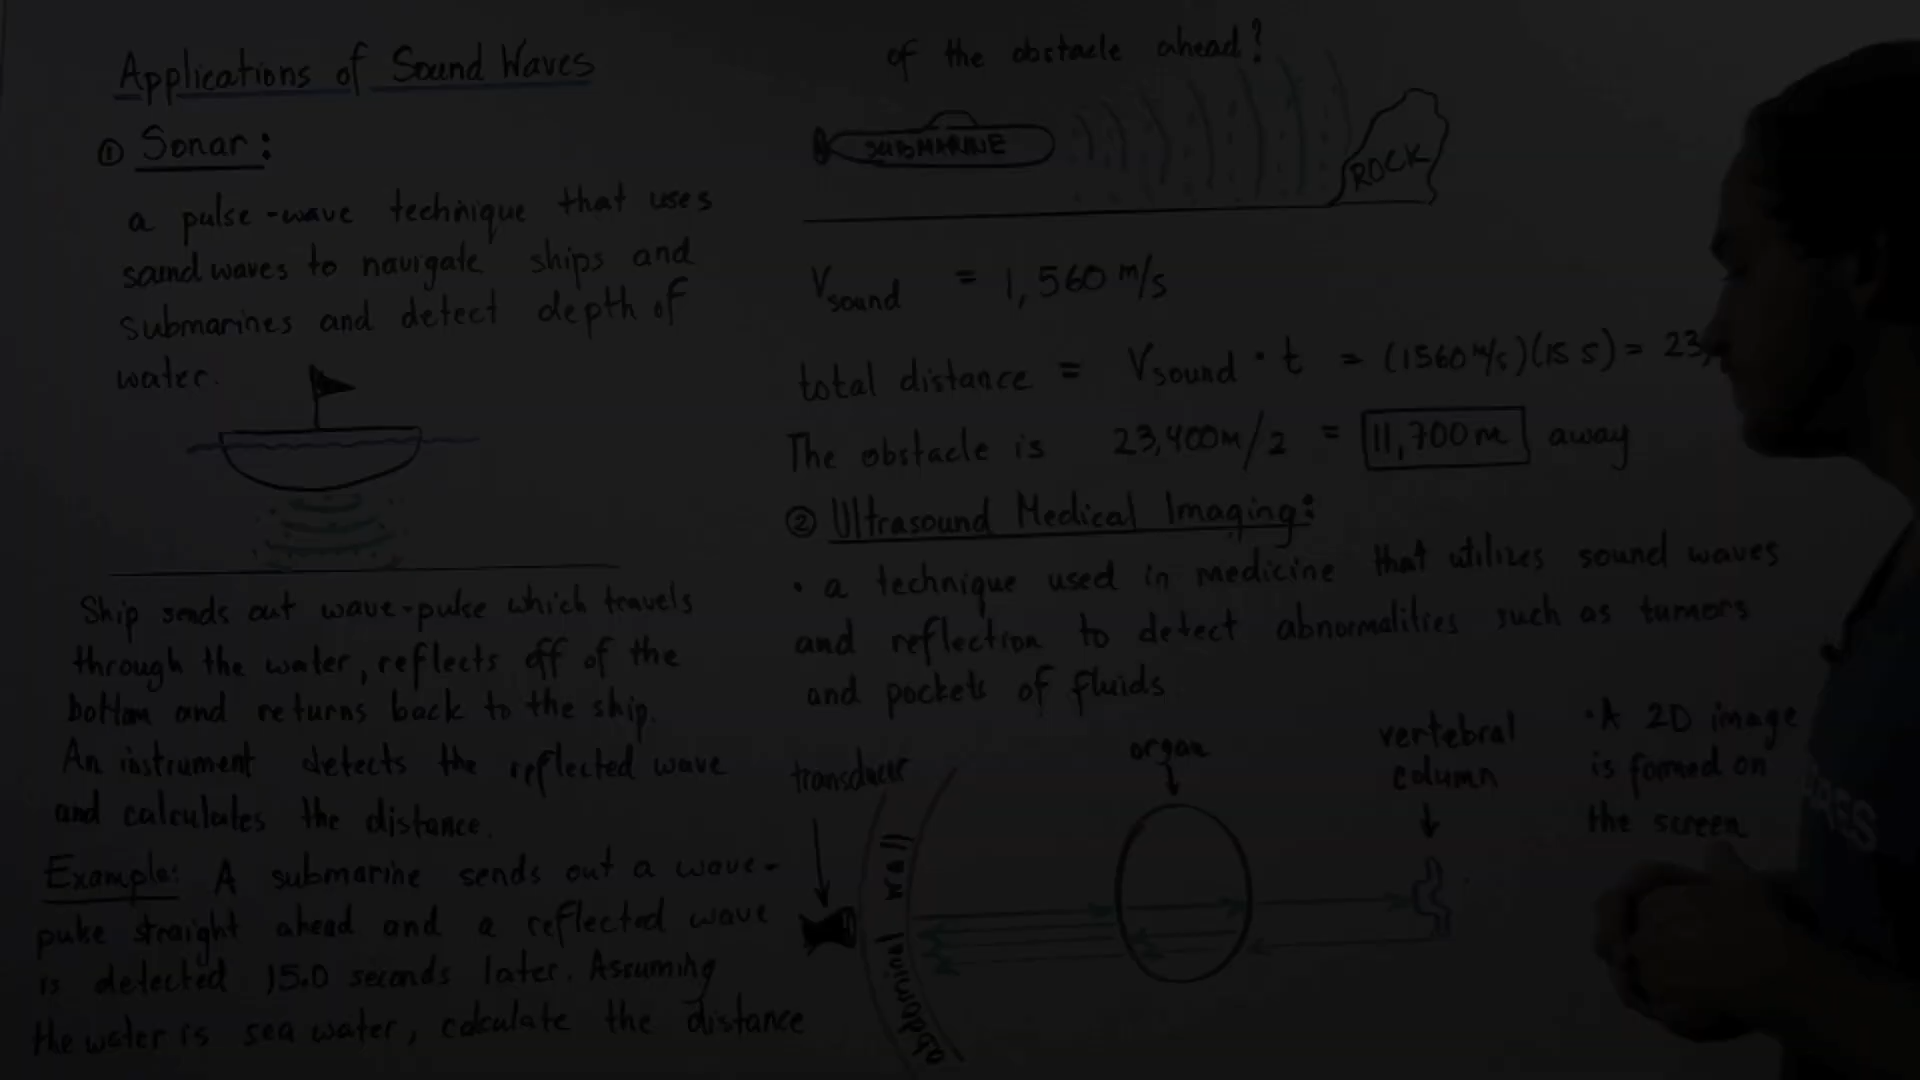 Applications of Sound Waves
① Sonar:
a pulse-wave technique that uses
sound waves to navigate ships and
submarines and detect depth of
water.
Ship sends out wave-pulse which travels
through the water, reflects off of the
bottom and returns back to the ship.
An instrument detects the reflected wave
and calculates the distance.
Example: A submarine sends out a wave-
pulse straight ahead and a reflected wave
is detected 15.0 seconds later. Assuming
the water is sea water, calculate the distance
of the obstacle ahead?
SUBMARINE
ROCK
Vsound = 1,560 m/s
total distance = Vsound · t = (1560 m/s)(15 s) = 23,
The obstacle is 23,400m/2 = 11,700m away
② Ultrasound Medical Imaging:
· a technique used in medicine that utilizes sound waves
and reflection to detect abnormalities such as tumors
and pockets of fluids
transducer
abdominal wall
organ
vertebral
column
· A 2D image
is formed on
the screen